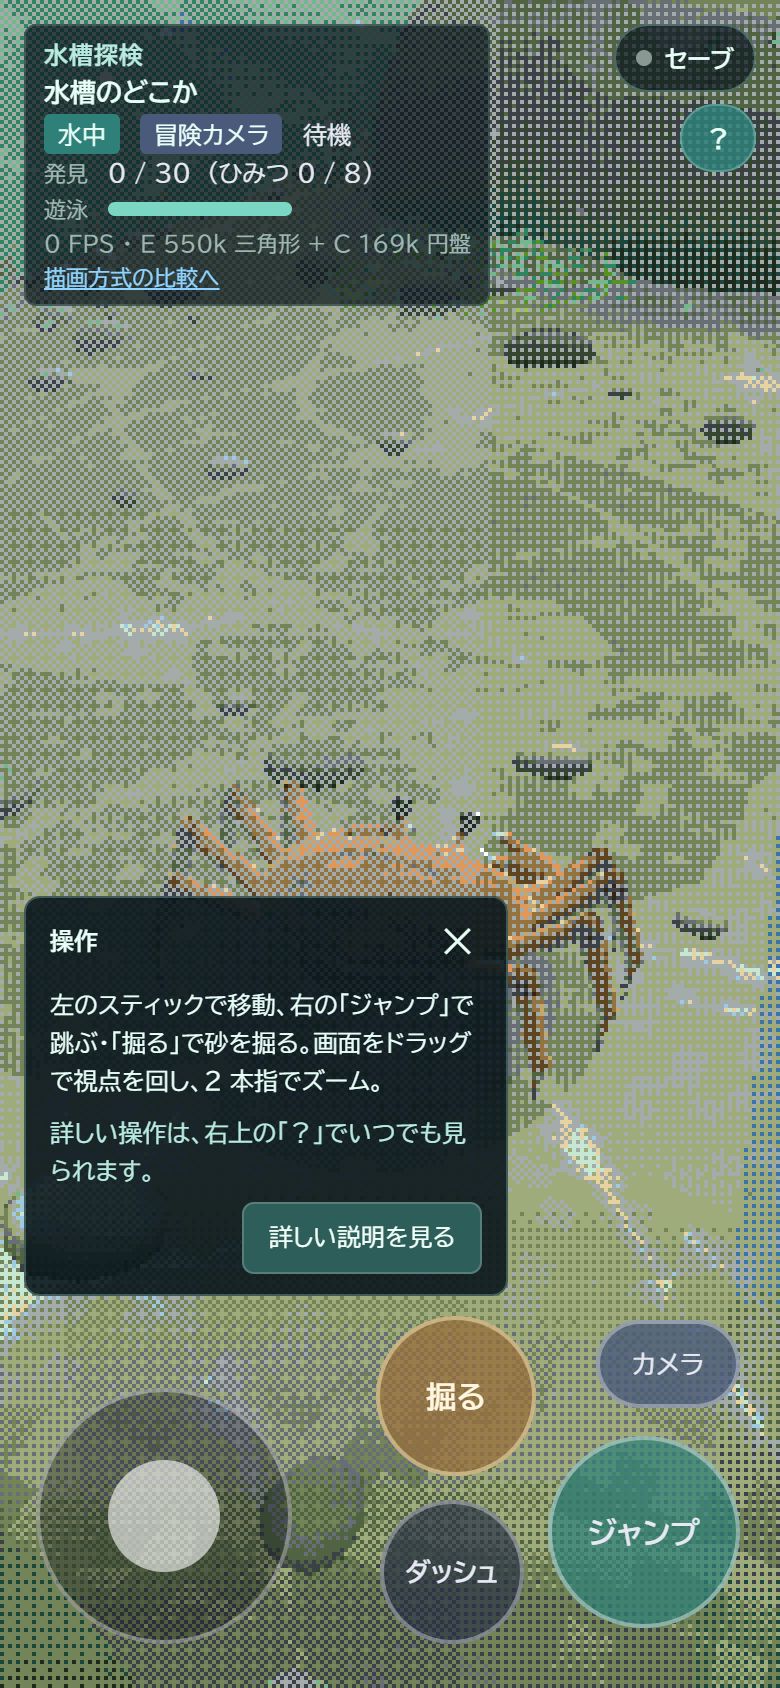 水槽探検
水槽のどこか
水中 冒険カメラ 待機
発見 0 / 30（ひみつ 0 / 8）
遊泳
0 FPS・E 550k 三角形 + C 169k 円盤
描画方式の比較へ
セーブ
?
操作
左のスティックで移動、右の「ジャンプ」で
跳ぶ・「掘る」で砂を掘る。画面をドラッグ
で視点を回し、2 本指でズーム。
詳しい操作は、右上の「？」でいつでも見
られます。
詳しい説明を見る
掘る
カメラ
ジャンプ
ダッシュ